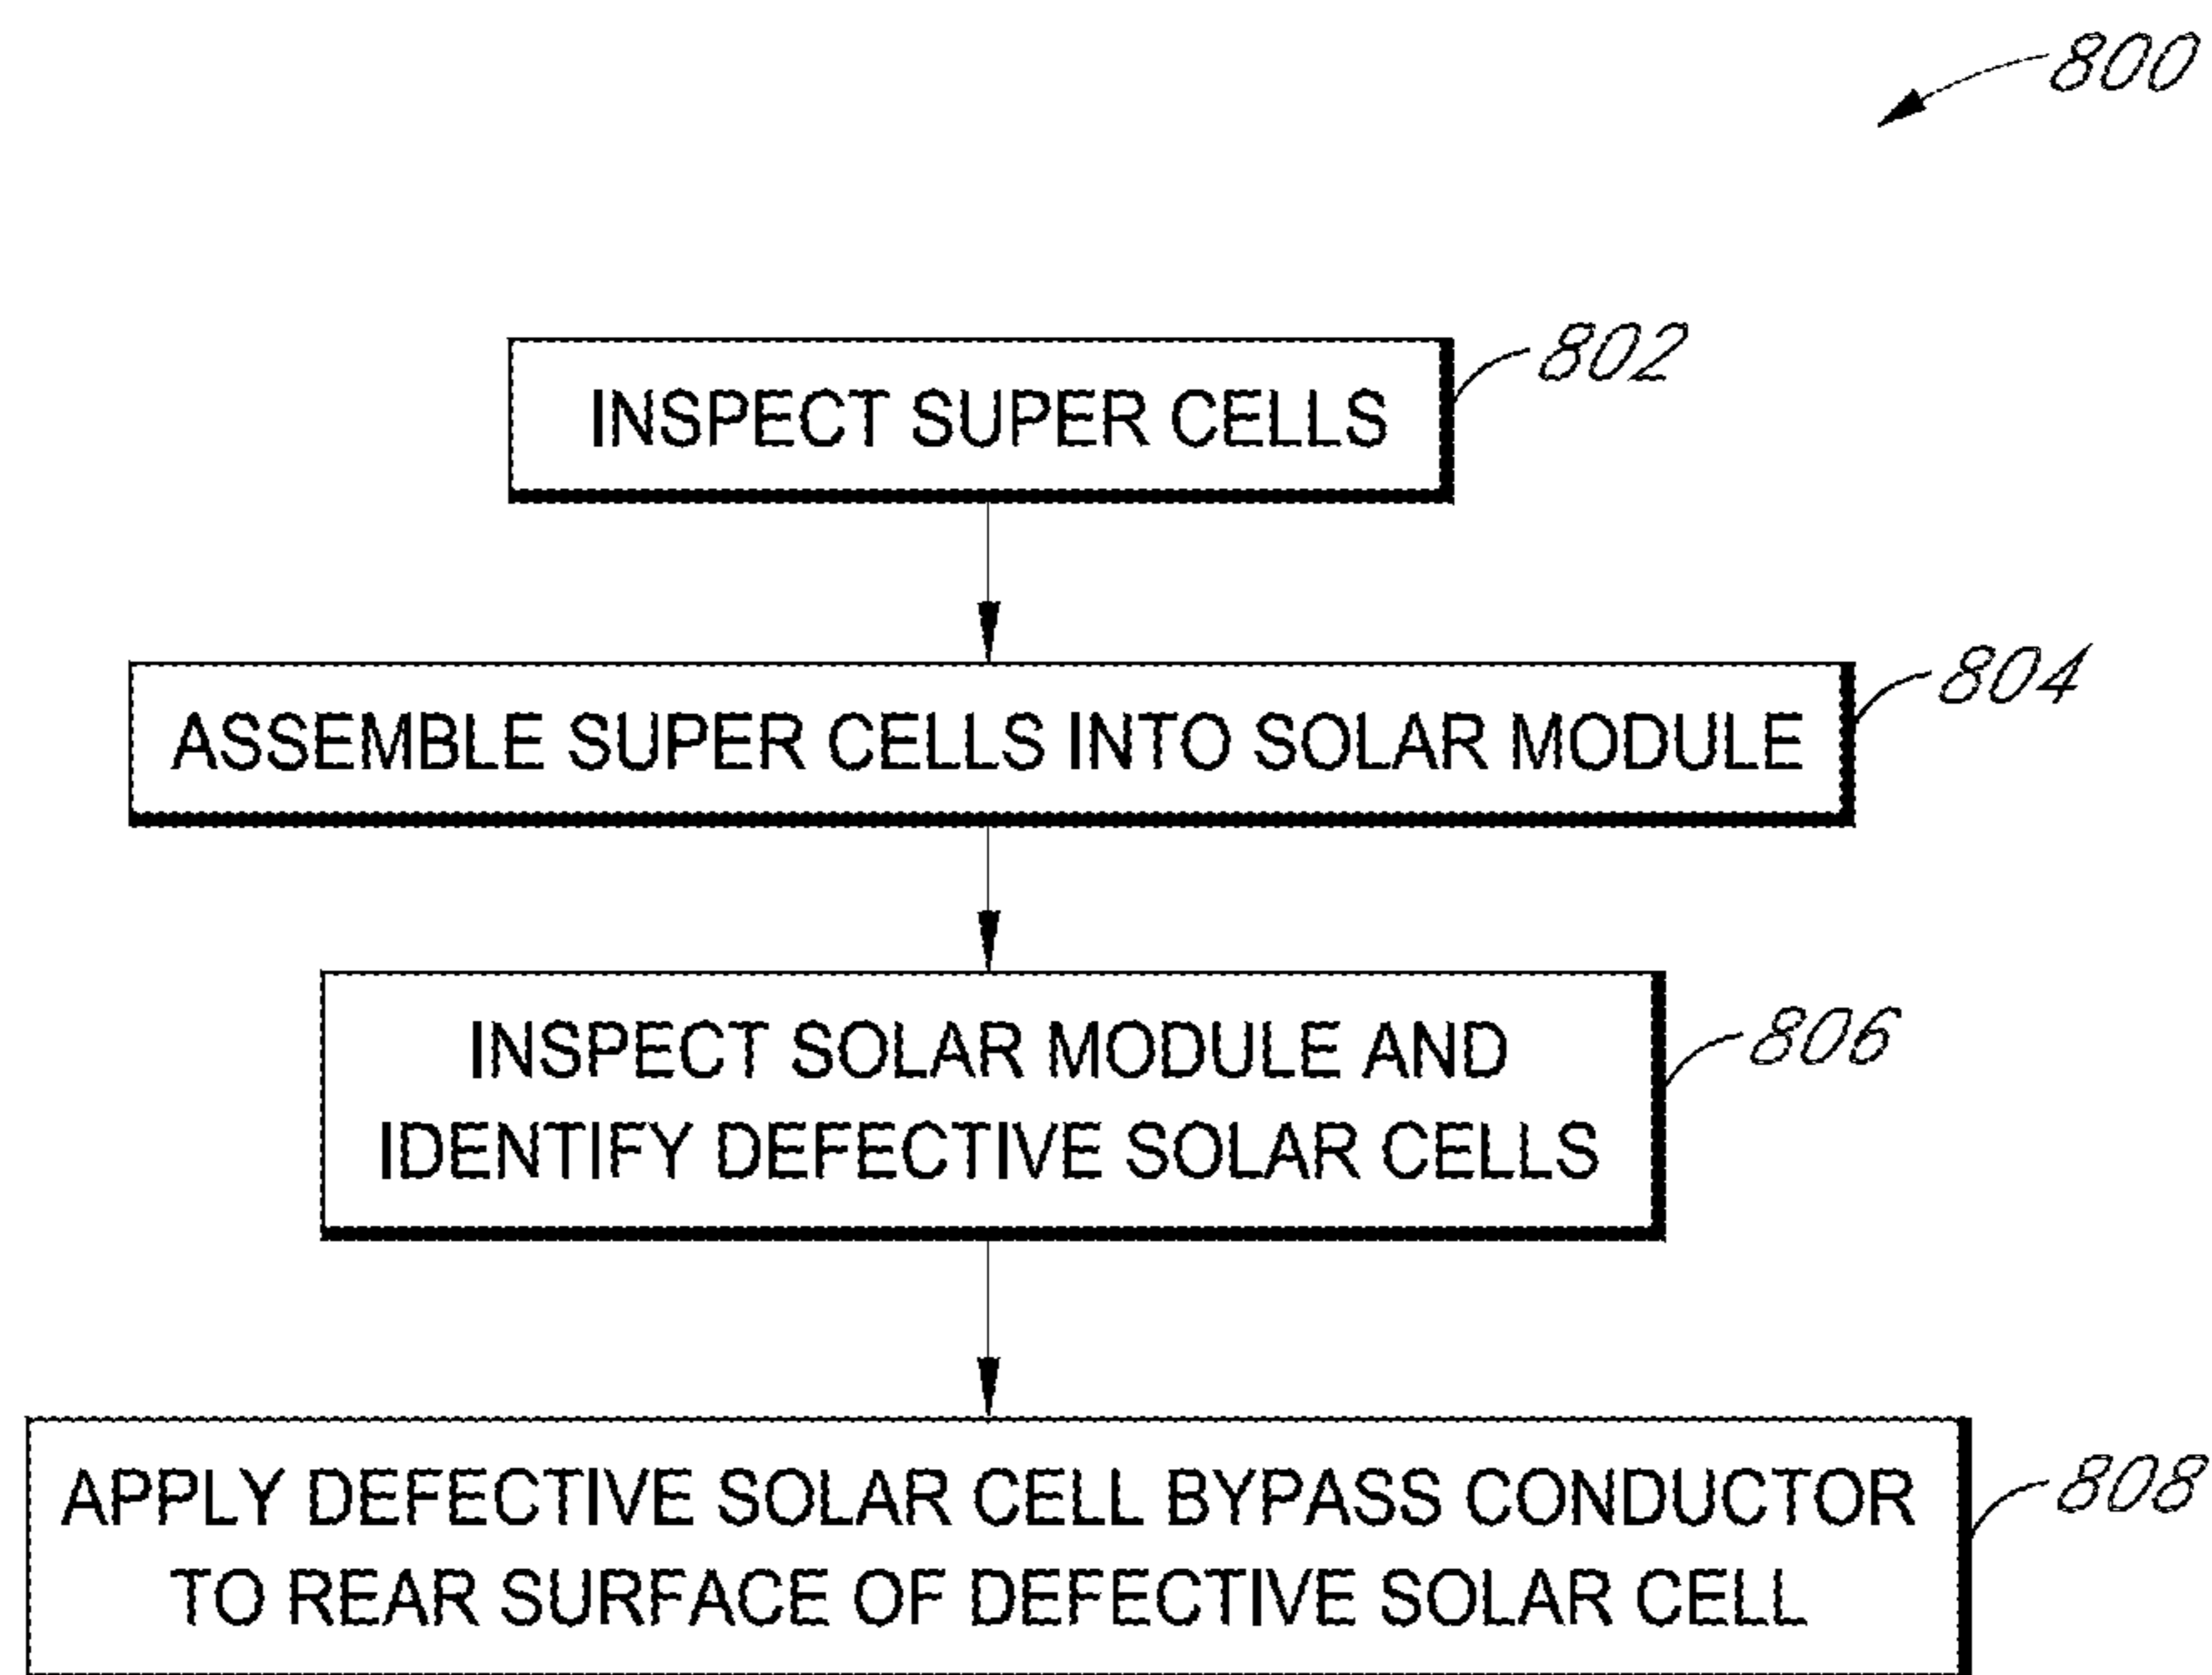 800
INSPECT SUPER CELLS
802
ASSEMBLE SUPER CELLS INTO SOLAR MODULE
804
INSPECT SOLAR MODULE AND
IDENTIFY DEFECTIVE SOLAR CELLS
806
APPLY DEFECTIVE SOLAR CELL BYPASS CONDUCTOR
TO REAR SURFACE OF DEFECTIVE SOLAR CELL
808